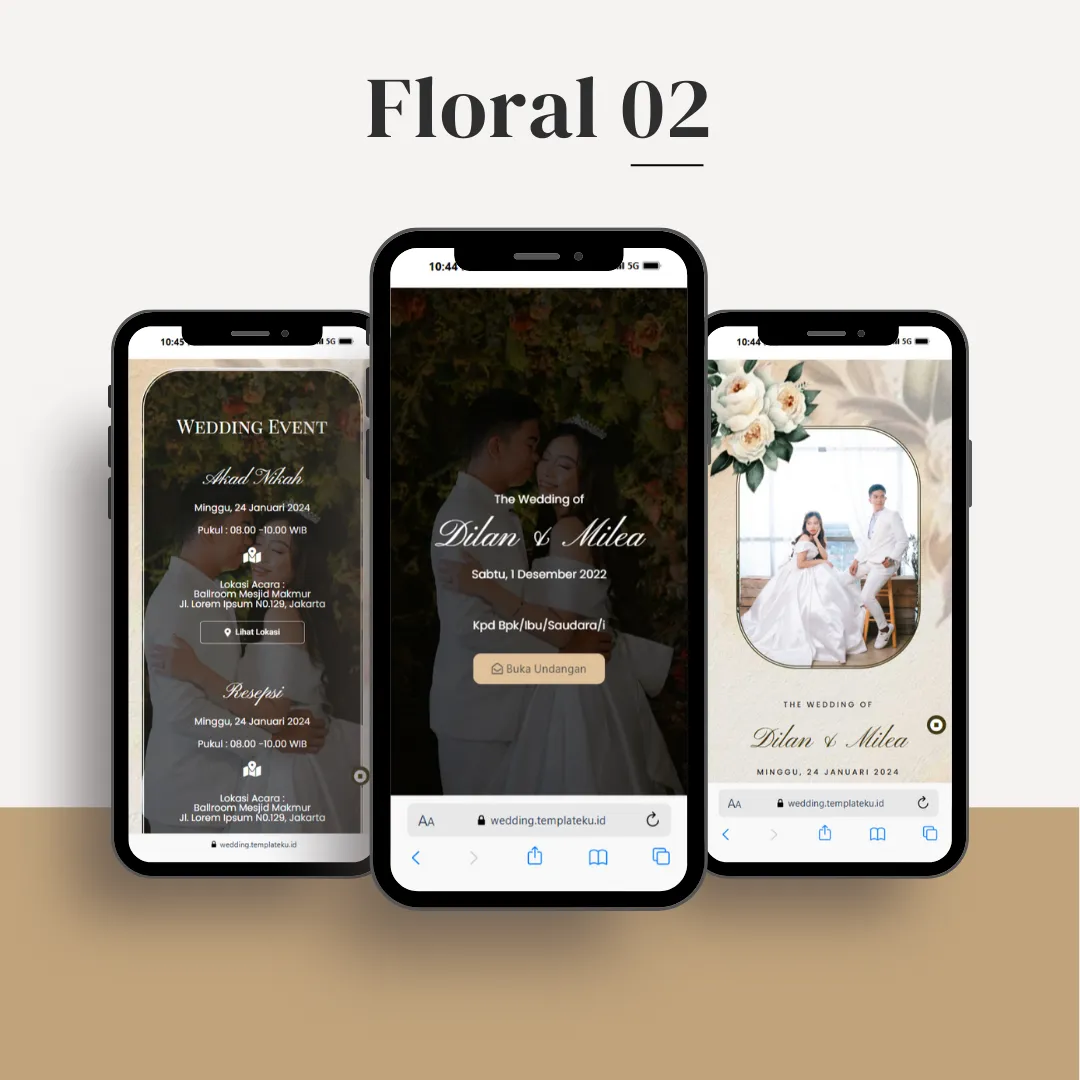 Floral 02
10:45
5G
WEDDING EVENT
Akad Nikah
Minggu, 24 Januari 2024
Pukul : 08.00 -10.00 WIB
Lokasi Acara :
Ballroom Mesjid Makmur
Jl. Lorem Ipsum N0.129, Jakarta
Lihat Lokasi
Resepsi
Minggu, 24 Januari 2024
Pukul : 08.00 -10.00 WIB
Lokasi Acara :
Ballroom Mesjid Makmur
Jl. Lorem Ipsum N0.129, Jakarta
wedding.templateku.id
10:44
5G
The Wedding of
Dilan & Milea
Sabtu, 1 Desember 2022
Kpd Bpk/Ibu/Saudara/i
Buka Undangan
AA wedding.templateku.id
10:44
5G
THE WEDDING OF
Dilan & Milea
MINGGU, 24 JANUARI 2024
AA wedding.templateku.id